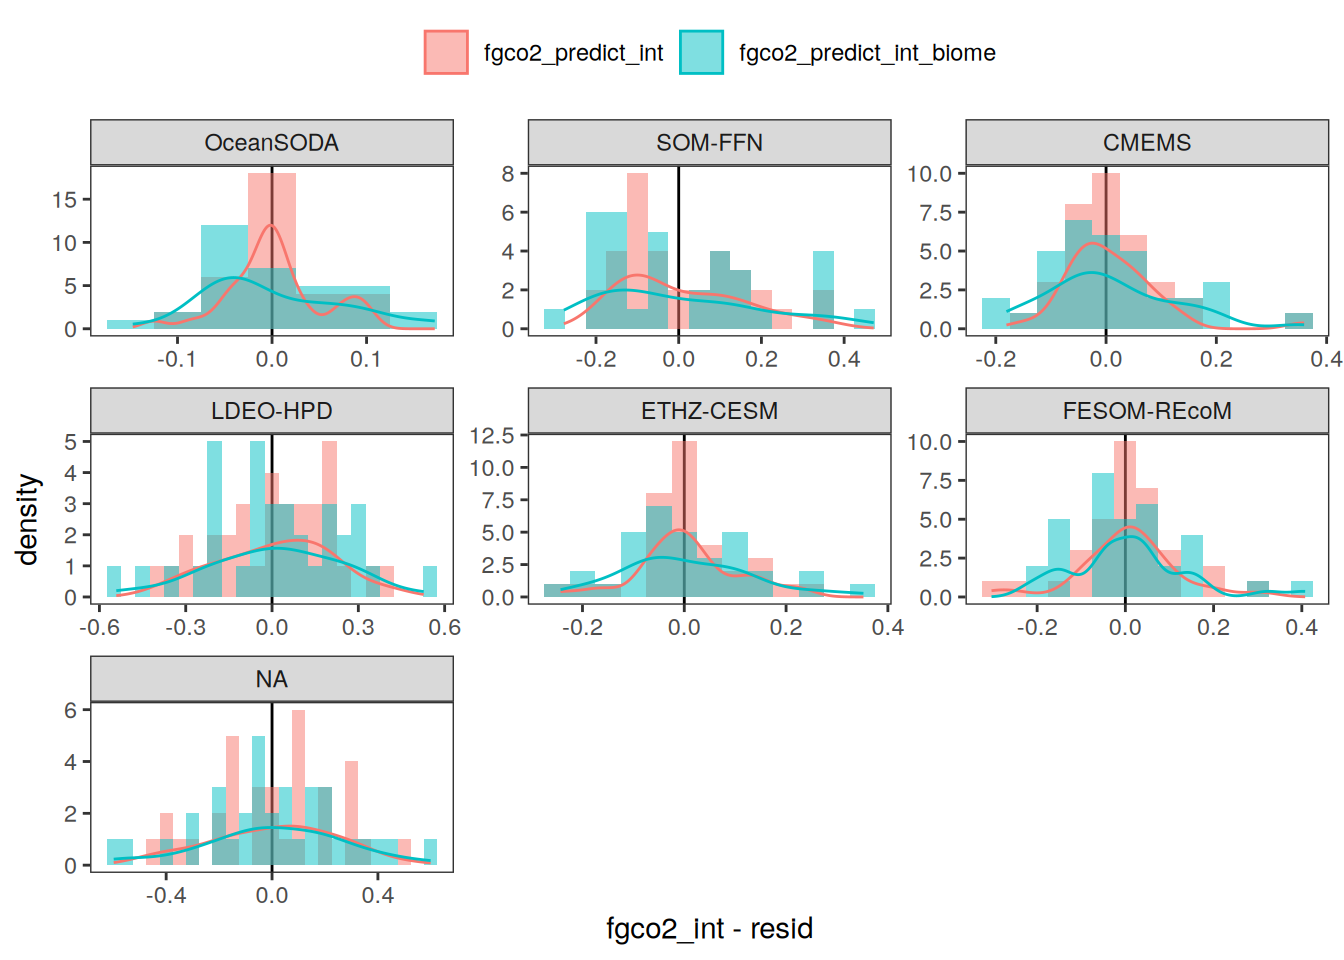 fgco2_predict_int fgco2_predict_int_biome
OceanSODA SOM-FFN CMEMS
15
10
5
0
-0.1 0.0 0.1
8
6
4
2
0
-0.2 0.0 0.2 0.4
10.0
7.5
5.0
2.5
0.0
-0.2 0.0 0.2 0.4
LDEO-HPD ETHZ-CESM FESOM-REcoM
5
4
3
2
1
0
-0.6 -0.3 0.0 0.3 0.6
12.5
10.0
7.5
5.0
2.5
0.0
-0.2 0.0 0.2 0.4
10.0
7.5
5.0
2.5
0.0
-0.2 0.0 0.2 0.4
NA
6
4
2
0
-0.4 0.0 0.4
density
fgco2_int - resid